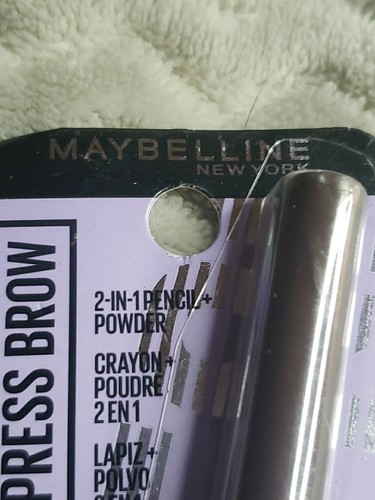 MAYBELLINE
NEW YORK
PRESS BROW
2-IN-1 PENCIL +
POWDER
CRAYON +
POUDRE
2 EN 1
LAPIZ +
POLVO